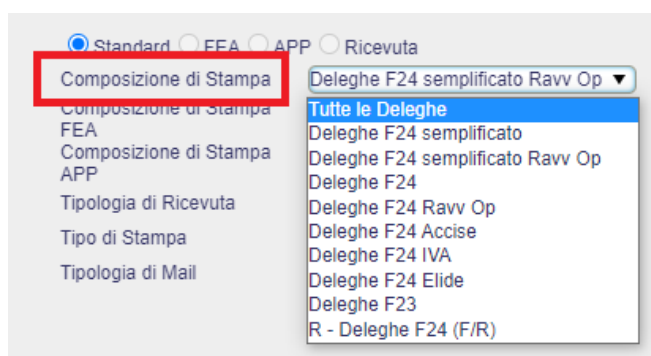 Standard FEA APP Ricevuta
Composizione di Stampa Deleghe F24 semplificato Ravv Op
Composizione di Stampa
FEA
Composizione di Stampa
APP
Tipologia di Ricevuta
Tipo di Stampa
Tipologia di Mail
Tutte le Deleghe
Deleghe F24 semplificato
Deleghe F24 semplificato Ravv Op
Deleghe F24
Deleghe F24 Ravv Op
Deleghe F24 Accise
Deleghe F24 IVA
Deleghe F24 Elide
Deleghe F23
R - Deleghe F24 (F/R)